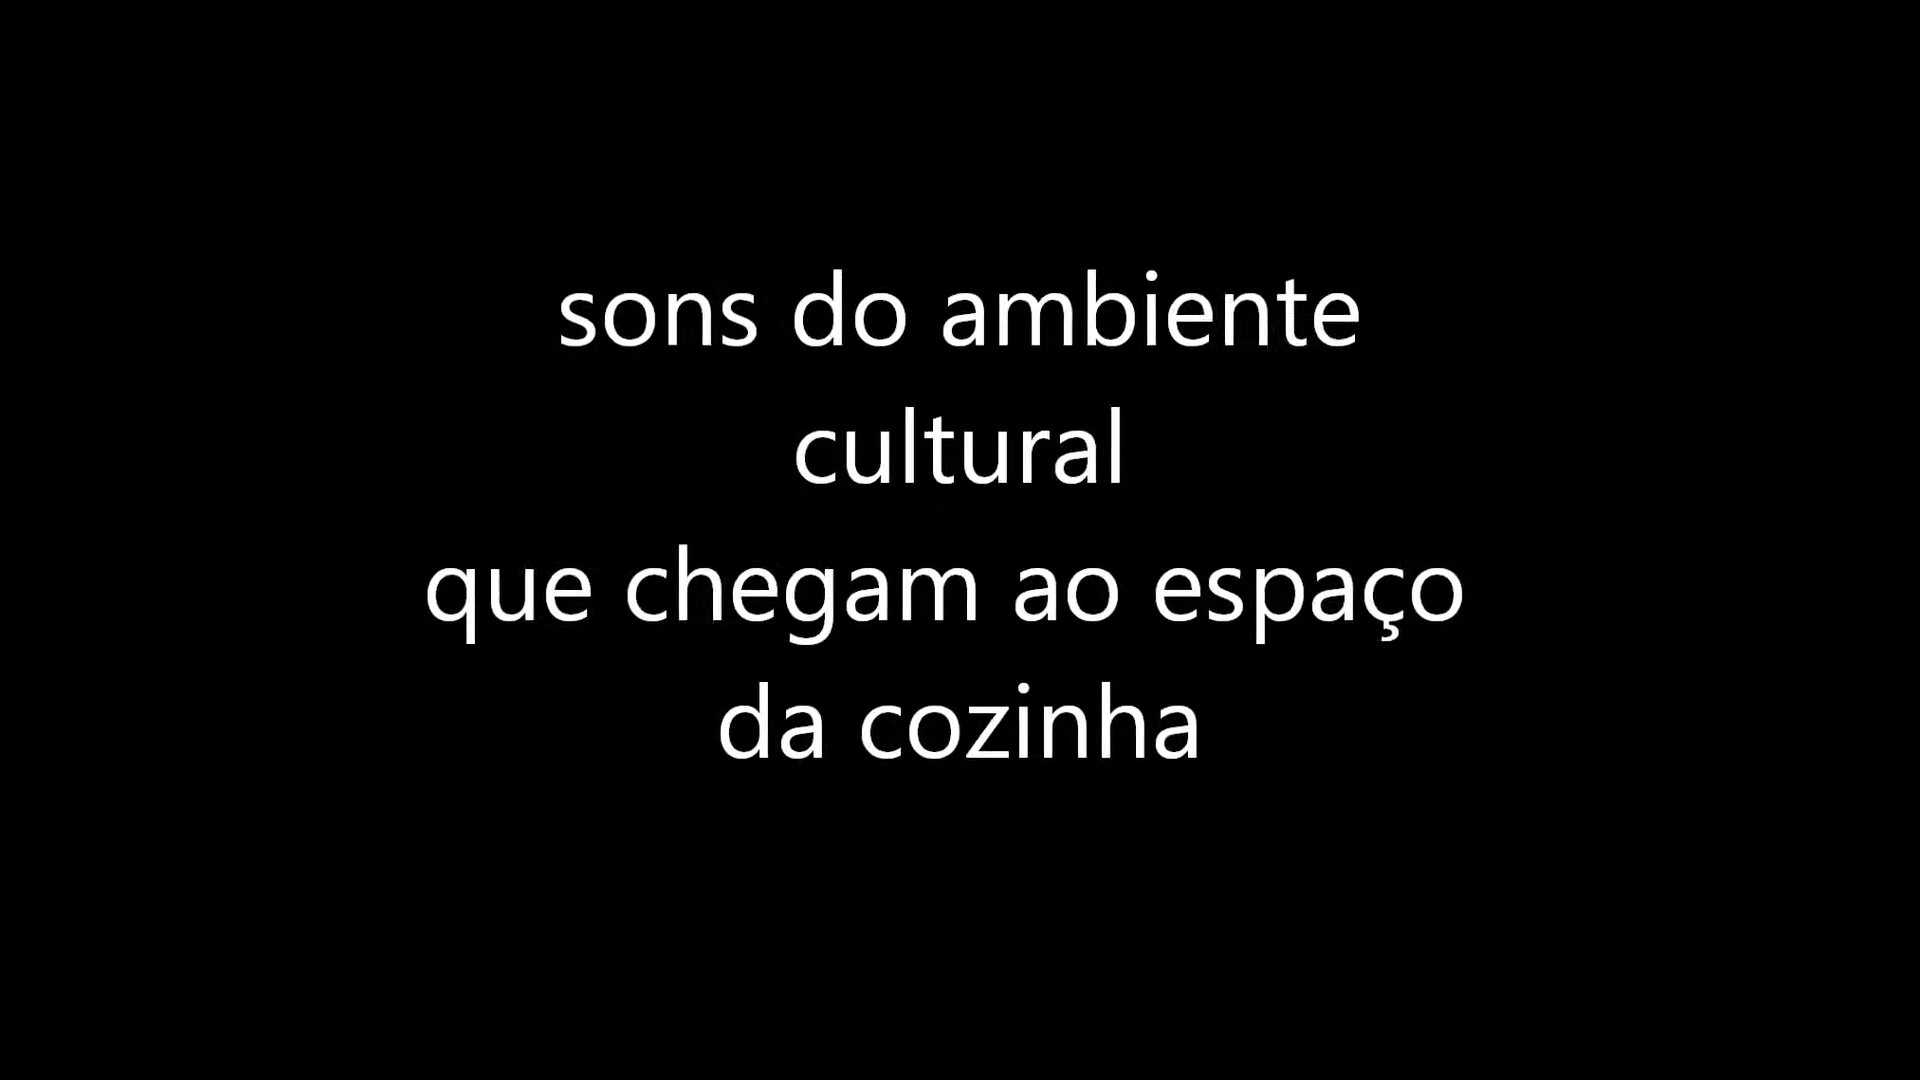 sons do ambiente
cultural
que chegam ao espaço
da cozinha